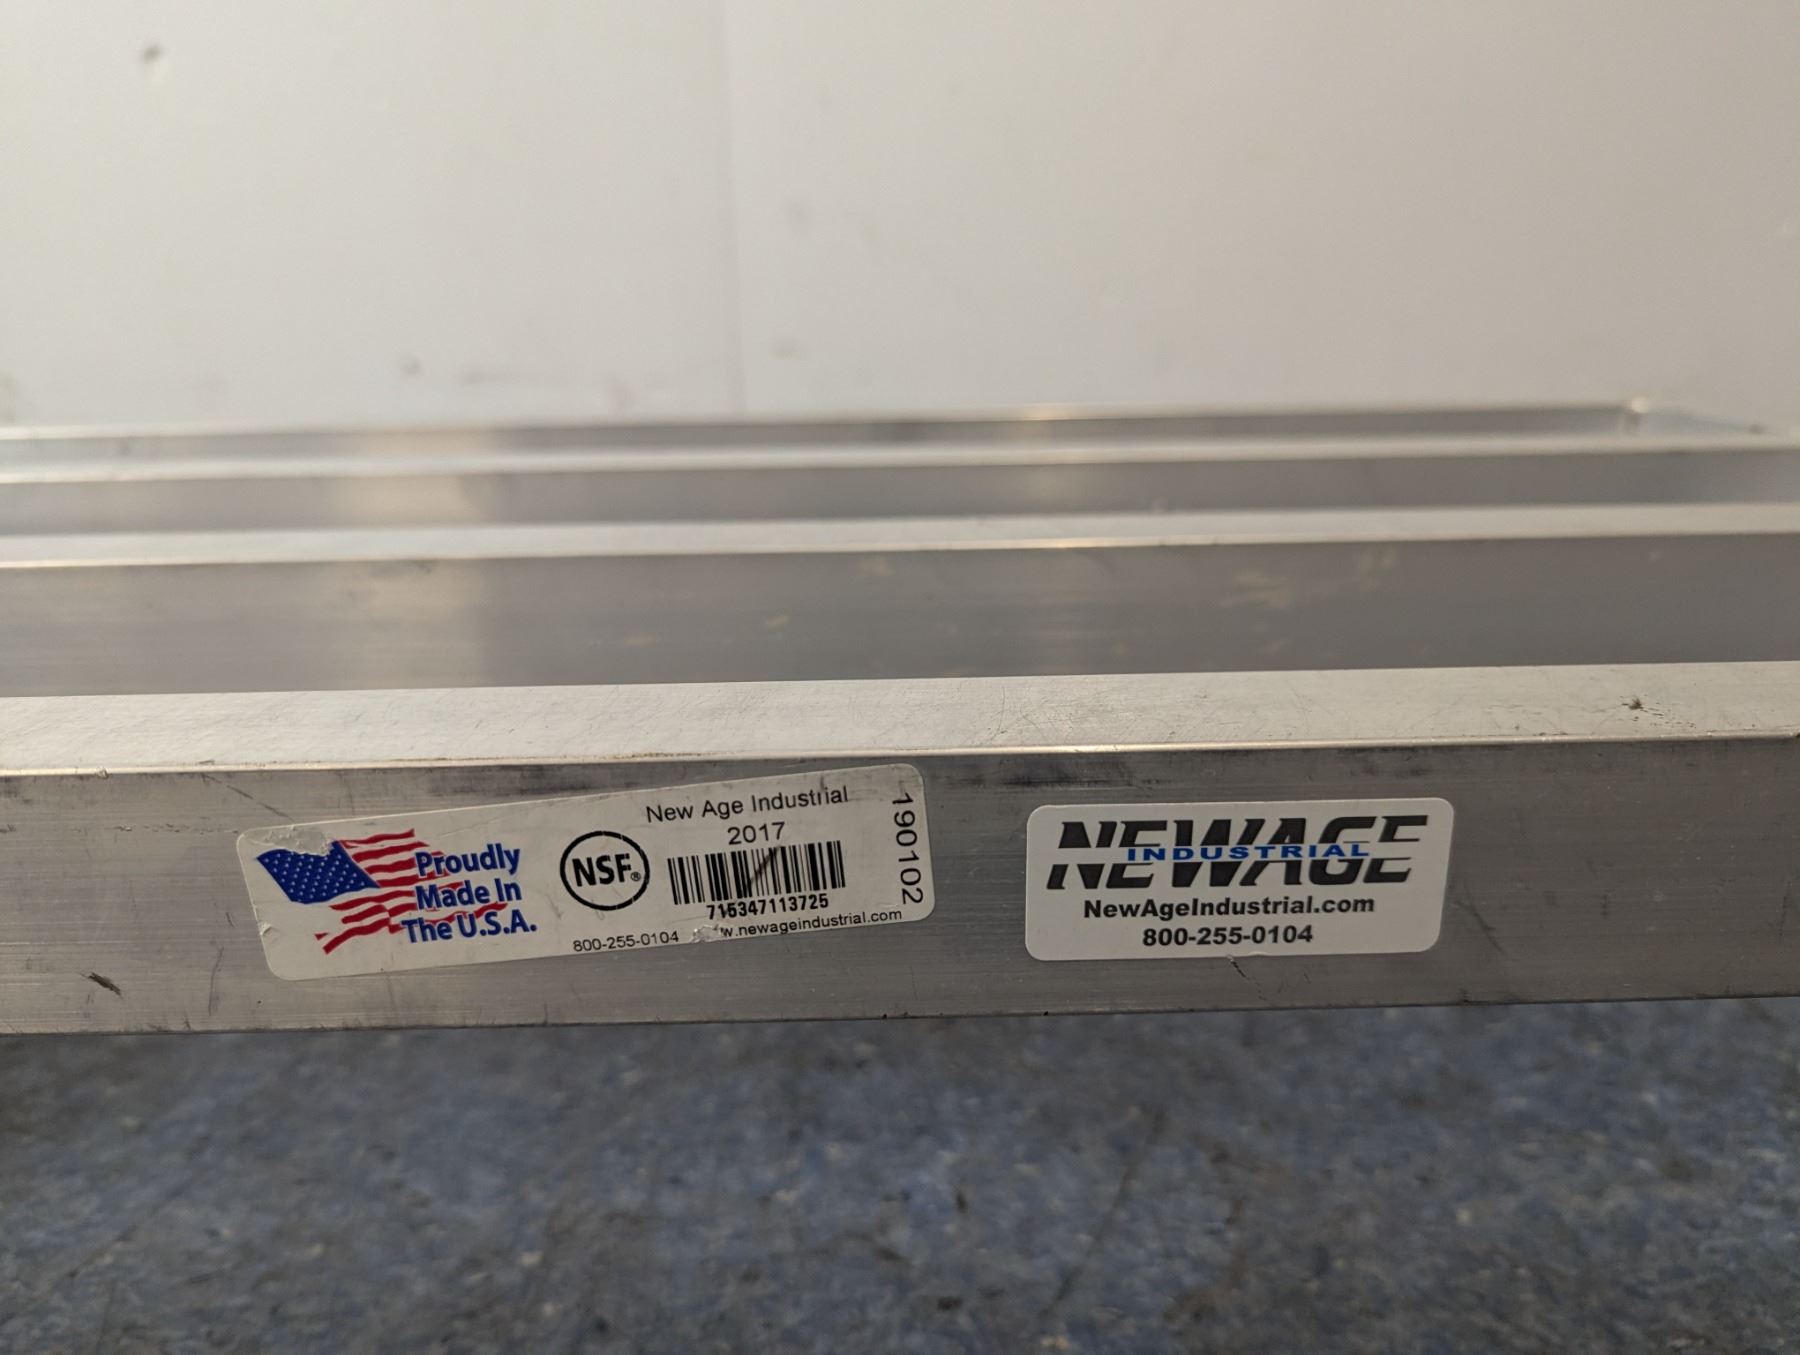 Proudly
Made In
The U.S.A.
NSF®
New Age Industrial
2017
715347113725
800-255-0104
w.newageindustrial.com
190102
NEWAGE
INDUSTRIAL
NewAgeIndustrial.com
800-255-0104